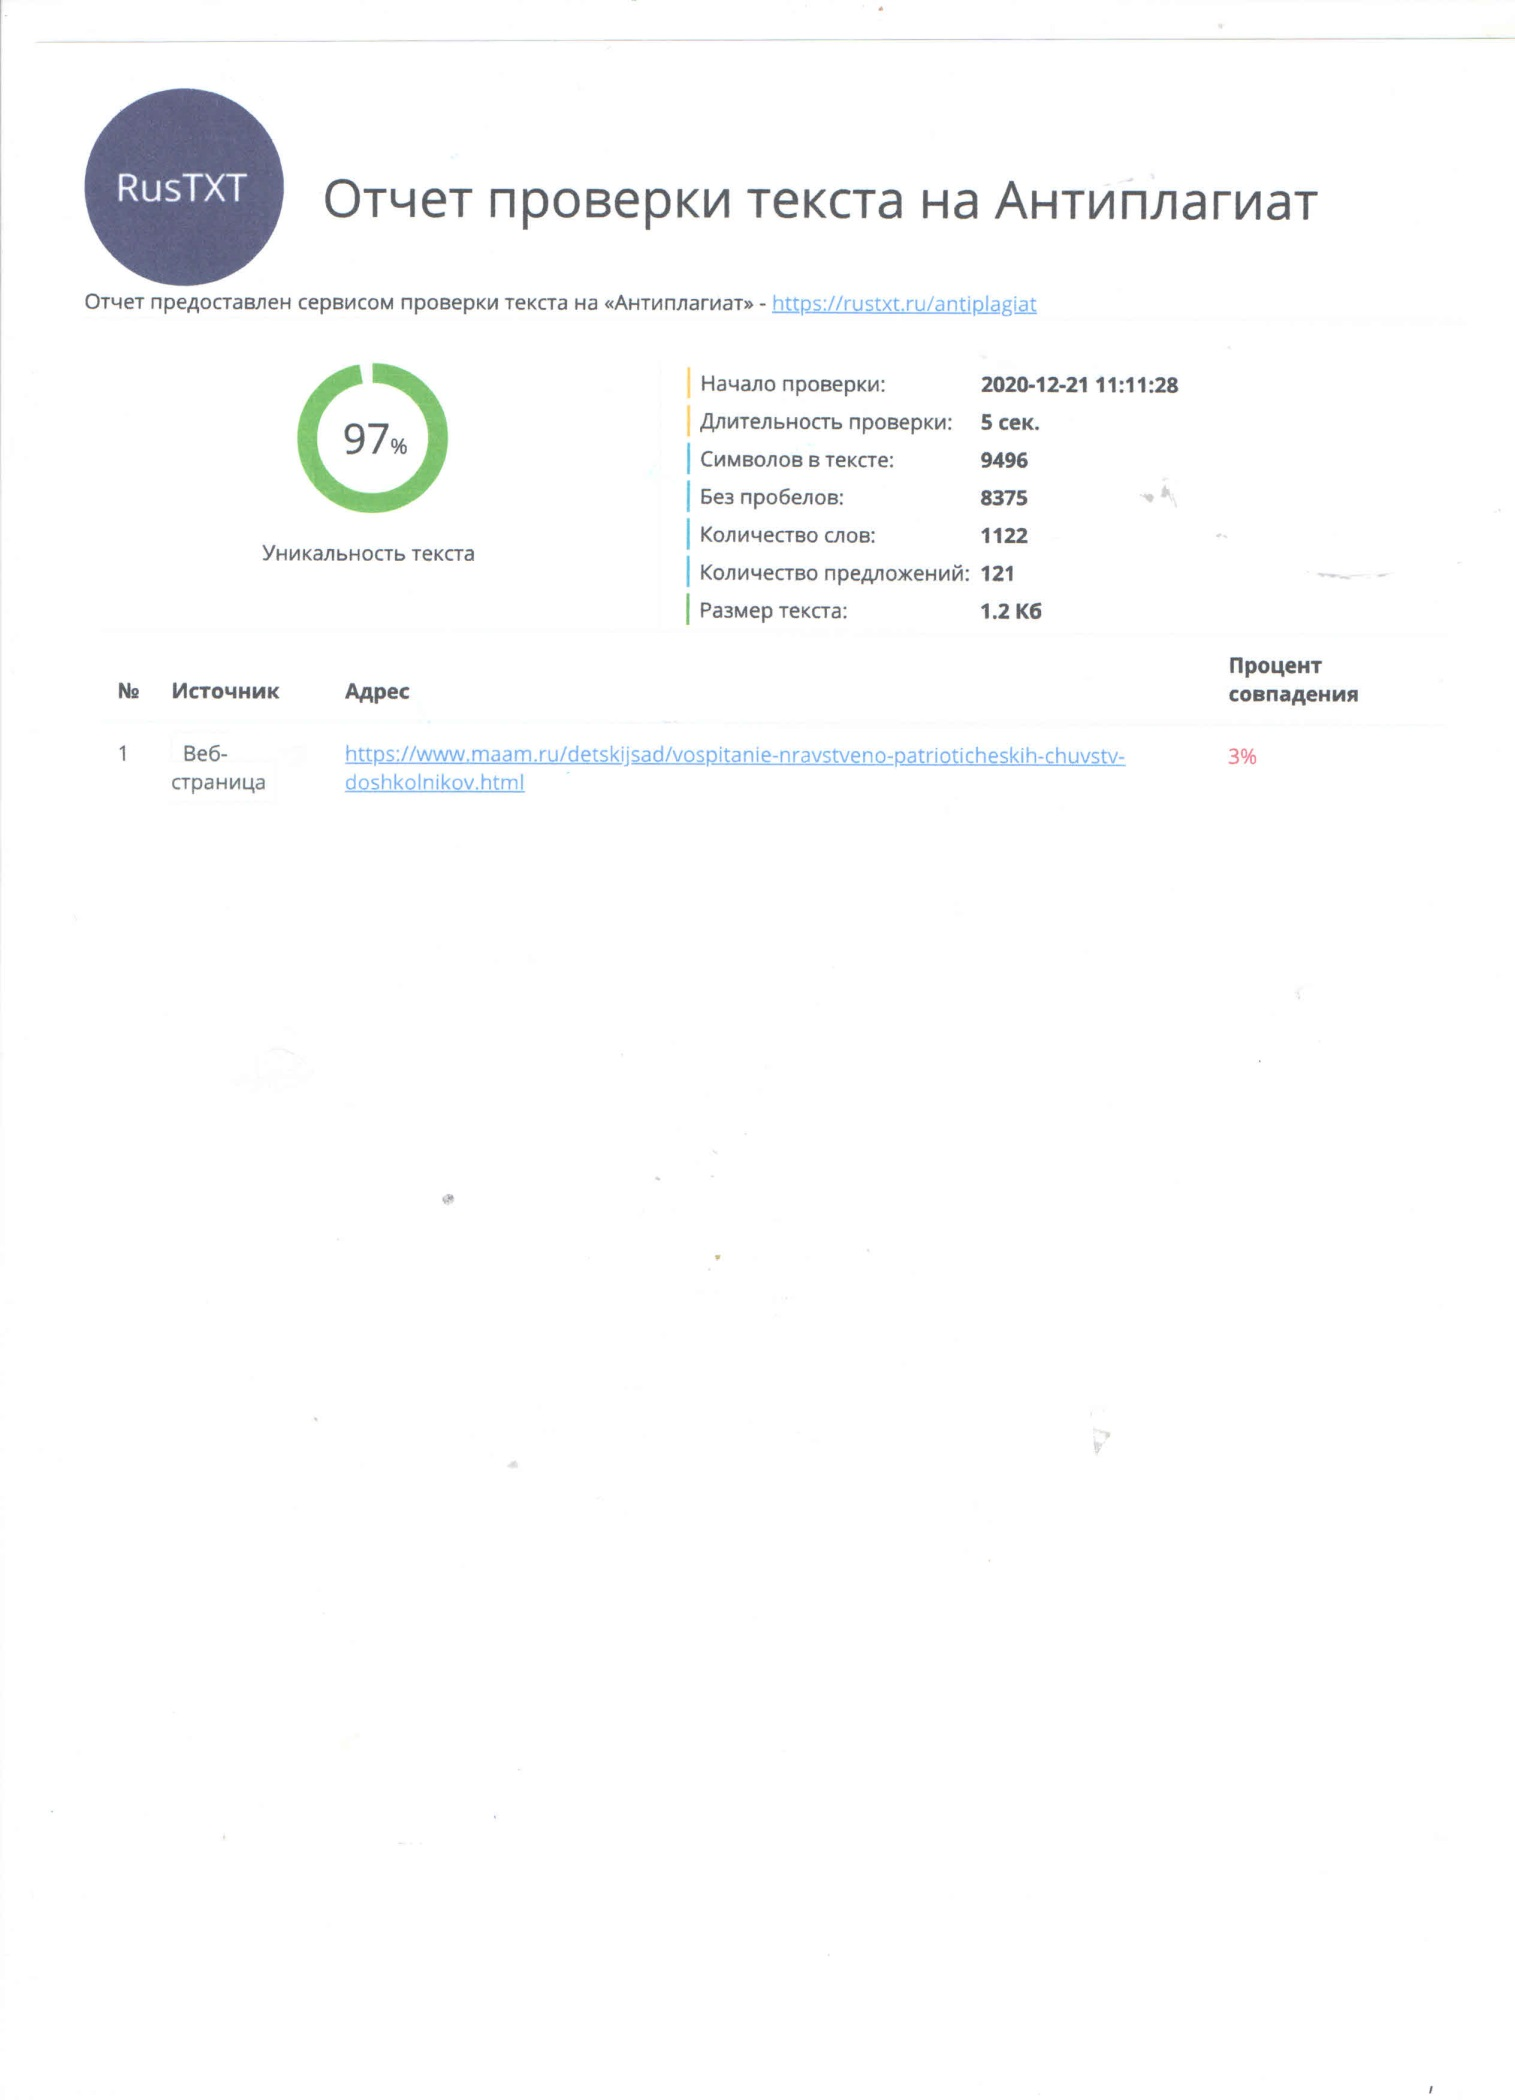 RusTXT
Отчет проверки текста на Антиплагиат
Отчет предоставлен сервисом проверки текста на «Антиплагиат» - https://rustxt.ru/antiplagiat
97%
Уникальность текста
Начало проверки: 2020-12-21 11:11:28
Длительность проверки: 5 сек.
Символов в тексте: 9496
Без пробелов: 8375
Количество слов: 1122
Количество предложений: 121
Размер текста: 1.2 Кб
№ Источник Адрес Процент совпадения
1 Веб-страница https://www.maam.ru/detskijsad/vospitanie-nravstveno-patrioticheskih-chuvstv-
doshkolnikov.html 3%